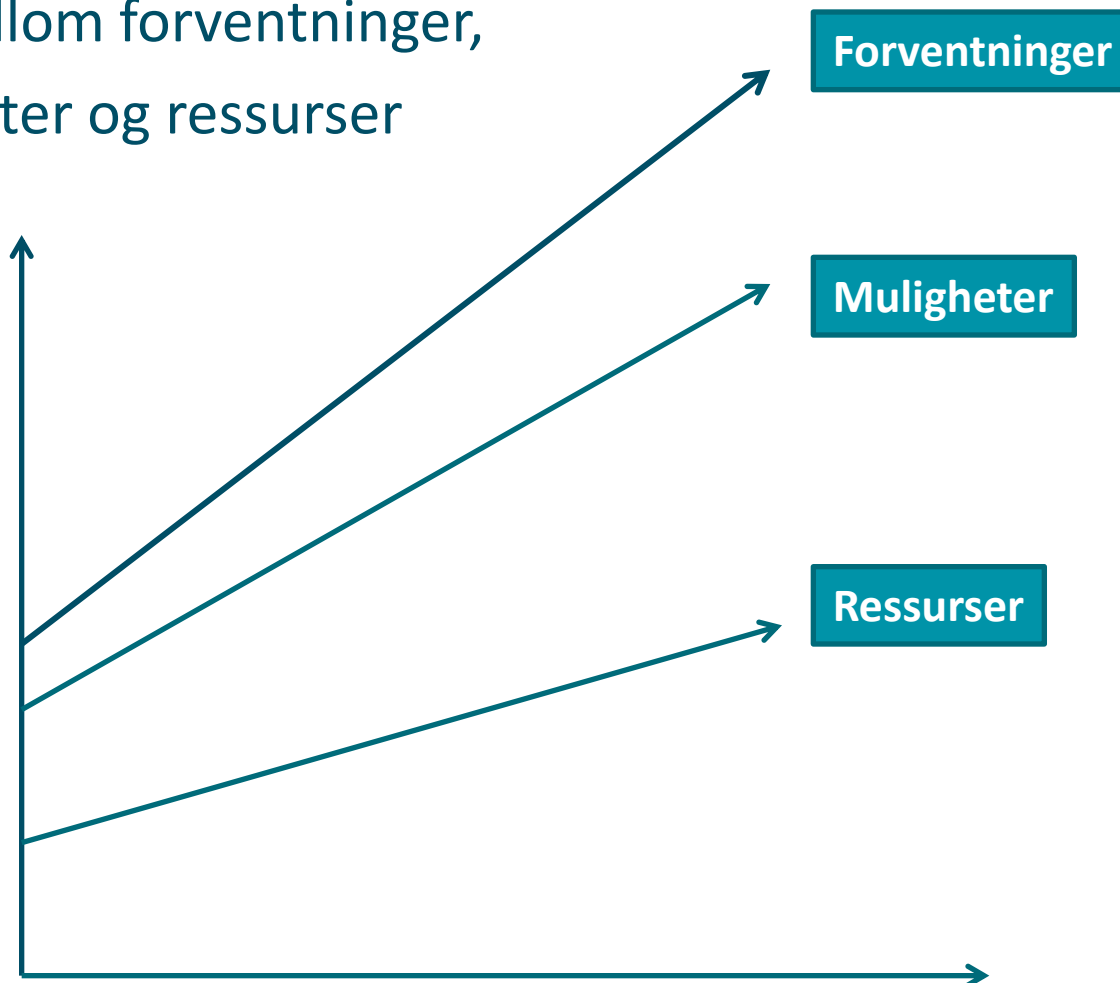 llom forventninger,
ter og ressurser
Forventninger
Muligheter
Ressurser